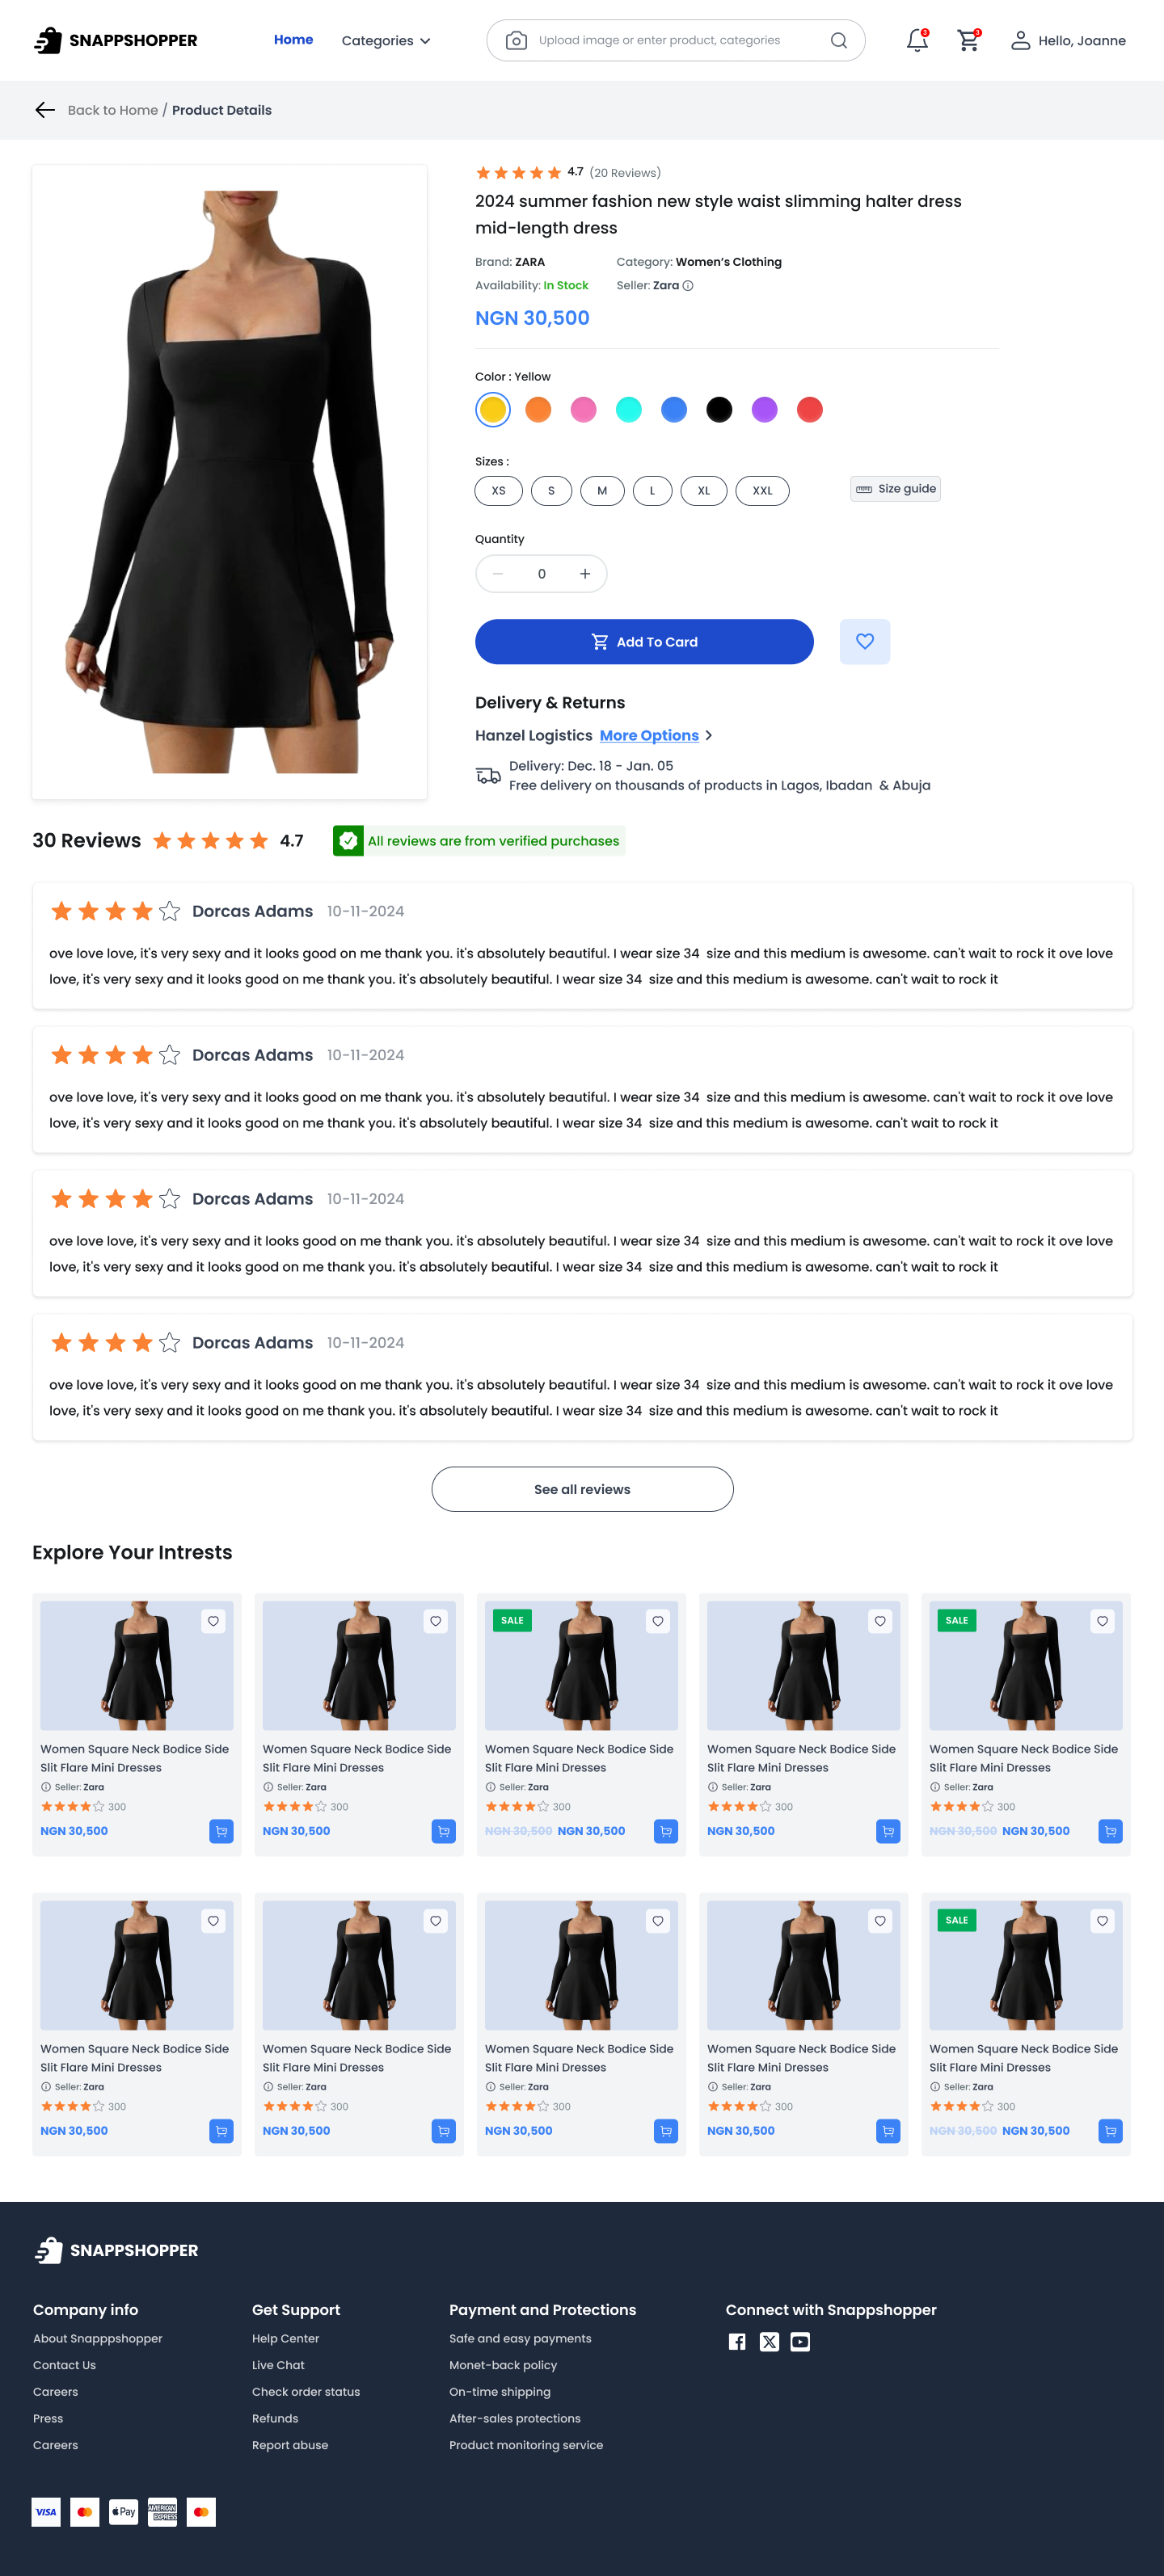 SNAPPSHOPPER
Home
Categories
Upload image or enter product, categories
3
3
Hello, Joanne
Back to Home / Product Details
4.7 (20 Reviews)
2024 summer fashion new style waist slimming halter dress
mid-length dress
Brand: ZARA
Category: Women's Clothing
Availability: In Stock
Seller: Zara
NGN 30,500
Color : Yellow
Sizes :
XS
S
M
L
XL
XXL
Size guide
Quantity
0
Add To Card
Delivery & Returns
Hanzel Logistics More Options
Delivery: Dec. 18 - Jan. 05
Free delivery on thousands of products in Lagos, Ibadan & Abuja
30 Reviews
4.7
All reviews are from verified purchases
Dorcas Adams 10-11-2024
ove love love, it's very sexy and it looks good on me thank you. it's absolutely beautiful. I wear size 34 size and this medium is awesome. can't wait to rock it ove love
love, it's very sexy and it looks good on me thank you. it's absolutely beautiful. I wear size 34 size and this medium is awesome. can't wait to rock it
Dorcas Adams 10-11-2024
ove love love, it's very sexy and it looks good on me thank you. it's absolutely beautiful. I wear size 34 size and this medium is awesome. can't wait to rock it ove love
love, it's very sexy and it looks good on me thank you. it's absolutely beautiful. I wear size 34 size and this medium is awesome. can't wait to rock it
Dorcas Adams 10-11-2024
ove love love, it's very sexy and it looks good on me thank you. it's absolutely beautiful. I wear size 34 size and this medium is awesome. can't wait to rock it ove love
love, it's very sexy and it looks good on me thank you. it's absolutely beautiful. I wear size 34 size and this medium is awesome. can't wait to rock it
Dorcas Adams 10-11-2024
ove love love, it's very sexy and it looks good on me thank you. it's absolutely beautiful. I wear size 34 size and this medium is awesome. can't wait to rock it ove love
love, it's very sexy and it looks good on me thank you. it's absolutely beautiful. I wear size 34 size and this medium is awesome. can't wait to rock it
See all reviews
Explore Your Intrests
Women Square Neck Bodice Side
Slit Flare Mini Dresses
Seller: Zara
300
NGN 30,500
Women Square Neck Bodice Side
Slit Flare Mini Dresses
Seller: Zara
300
NGN 30,500
SALE
Women Square Neck Bodice Side
Slit Flare Mini Dresses
Seller: Zara
300
NGN 30,500 NGN 30,500
Women Square Neck Bodice Side
Slit Flare Mini Dresses
Seller: Zara
300
NGN 30,500
SALE
Women Square Neck Bodice Side
Slit Flare Mini Dresses
Seller: Zara
300
NGN 30,500 NGN 30,500
Women Square Neck Bodice Side
Slit Flare Mini Dresses
Seller: Zara
300
NGN 30,500
Women Square Neck Bodice Side
Slit Flare Mini Dresses
Seller: Zara
300
NGN 30,500
Women Square Neck Bodice Side
Slit Flare Mini Dresses
Seller: Zara
300
NGN 30,500
Women Square Neck Bodice Side
Slit Flare Mini Dresses
Seller: Zara
300
NGN 30,500
SALE
Women Square Neck Bodice Side
Slit Flare Mini Dresses
Seller: Zara
300
NGN 30,500 NGN 30,500
SNAPPSHOPPER
Company info
About Snapppshopper
Contact Us
Careers
Press
Careers
Get Support
Help Center
Live Chat
Check order status
Refunds
Report abuse
Payment and Protections
Safe and easy payments
Monet-back policy
On-time shipping
After-sales protections
Product monitoring service
Connect with Snappshopper
VISA
Pay
AMERICAN
EXPRESS